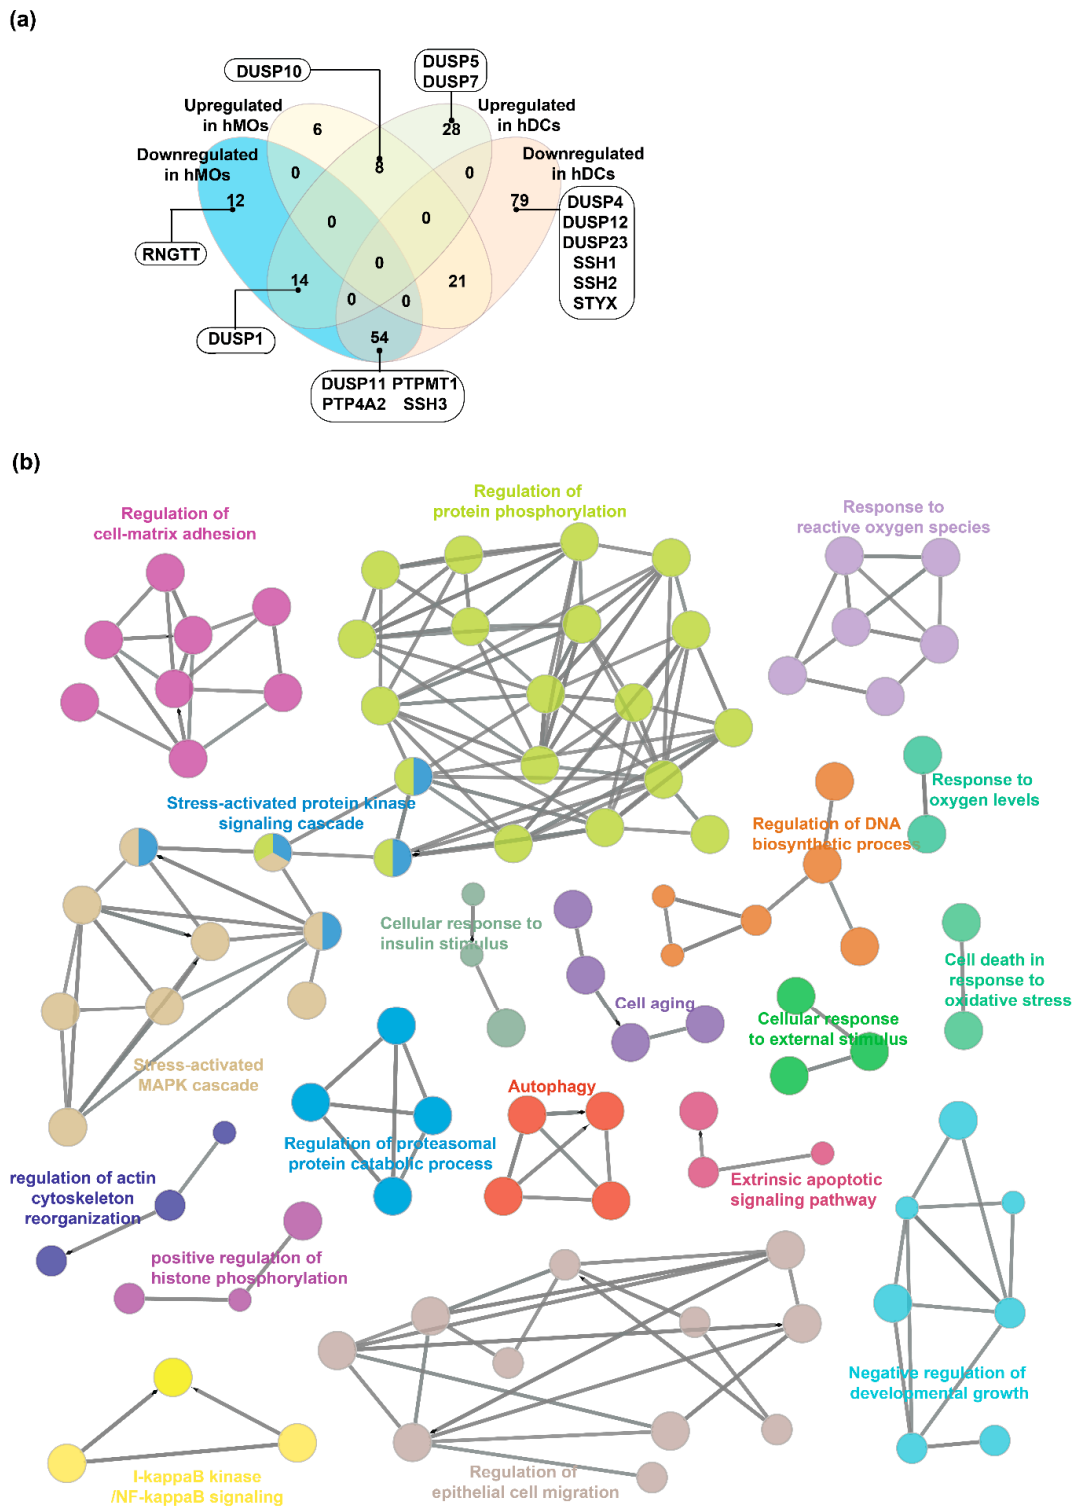 (a)
DUSP10
DUSP5
DUSP7
Upregulated
in hMOs
Upregulated
in hDCs
Downregulated
in hMOs
Downregulated
in hDCs
6
28
0
8
0
12
79
0
0
0
14
21
0
0
54
RNGTT
DUSP1
DUSP4
DUSP12
DUSP23
SSH1
SSH2
STYX
DUSP11 PTPMT1
PTP4A2 SSH3
(b)
Regulation of
cell-matrix adhesion
Regulation of
protein phosphorylation
Response to
reactive oxygen species
Stress-activated protein kinase
signaling cascade
Response to
oxygen levels
Regulation of DNA
biosynthetic process
Cellular response to
insulin stimulus
Cell aging
Cell death in
response to
oxidative stress
Cellular response
to external stimulus
Stress-activated
MAPK cascade
Autophagy
Regulation of proteasomal
protein catabolic process
Extrinsic apoptotic
signaling pathway
regulation of actin
cytoskeleton
reorganization
positive regulation of
histone phosphorylation
Negative regulation of
developmental growth
I-kappaB kinase
/NF-kappaB signaling
Regulation of
epithelial cell migration